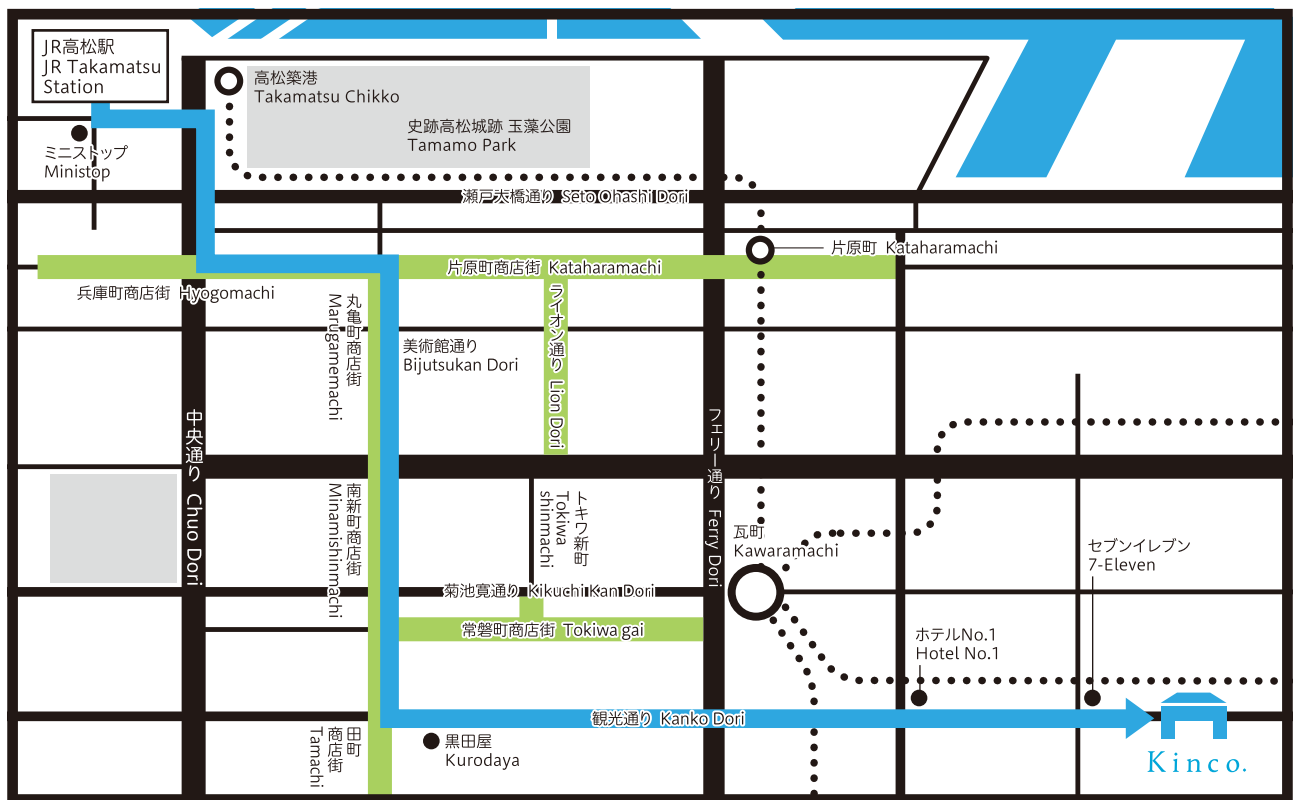 JR高松駅
JR Takamatsu
Station
高松築港
Takamatsu Chikko
史跡高松城跡 玉藻公園
Tamamo Park
ミニストップ
Ministop
瀬戸大橋通り Seto Ohashi Dori
片原町 Kataharamachi
片原町商店街 Kataharamachi
兵庫町商店街 Hyogomachi
丸亀町商店街
Marugamemachi
美術館通り
Bijutsukan Dori
ライオン通り Lion Dori
中央通り Chuo Dori
フェリー通り Ferry Dori
南新町商店街
Minamishinmachi
トキワ新町
Tokiwa
shinmachi
瓦町
Kawaramachi
セブンイレブン
7-Eleven
菊池寛通り Kikuchi Kan Dori
常磐町商店街 Tokiwa gai
ホテルNo.1
Hotel No.1
観光通り Kanko Dori
田町
商店街
Tamachi
黒田屋
Kurodaya
Kinco.